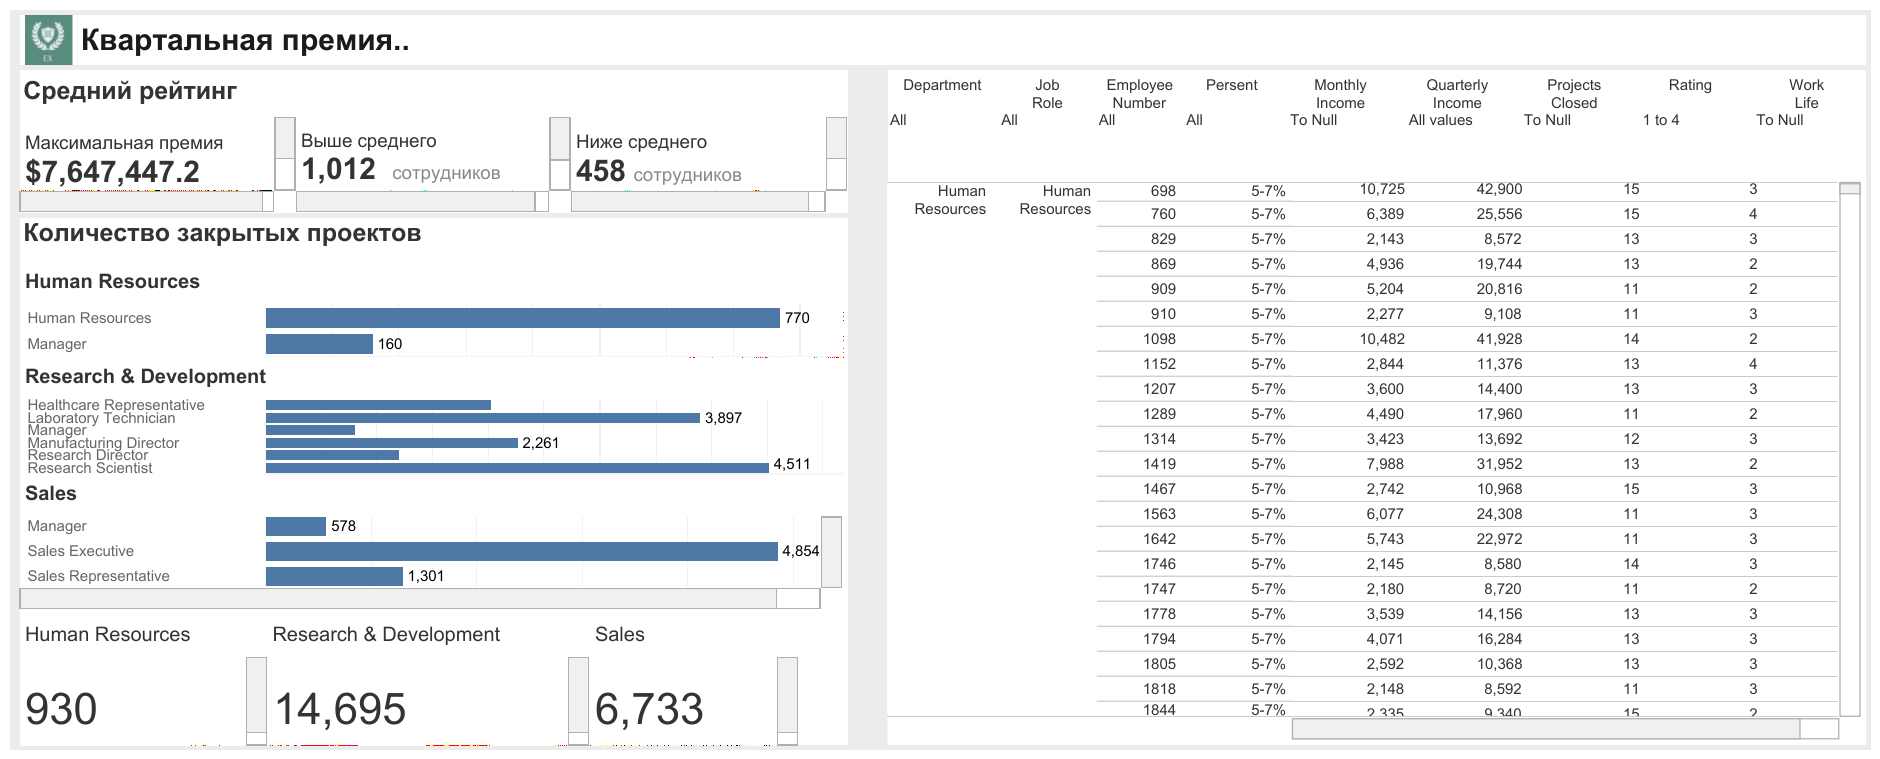 EX
Квартальная премия..
Средний рейтинг
Максимальная премия
$7,647,447.2
Выше среднего
1,012 сотрудников
Ниже среднего
458 сотрудников
Количество закрытых проектов
Human Resources
Human Resources 770
Manager 160
Research & Development
Healthcare Representative
Laboratory Technician 3,897
Manager
Manufacturing Director 2,261
Research Director
Research Scientist 4,511
Sales
Manager 578
Sales Executive 4,854
Sales Representative 1,301
Human Resources
930
Research & Development
14,695
Sales
6,733
Department Job Employee Persent Monthly Quarterly Projects Rating Work
Role Number Income Income Closed Life
All All All All To Null All values To Null 1 to 4 To Null
Human Human 698 5-7% 10,725 42,900 15 3
Resources Resources 760 5-7% 6,389 25,556 15 4
829 5-7% 2,143 8,572 13 3
869 5-7% 4,936 19,744 13 2
909 5-7% 5,204 20,816 11 2
910 5-7% 2,277 9,108 11 3
1098 5-7% 10,482 41,928 14 2
1152 5-7% 2,844 11,376 13 4
1207 5-7% 3,600 14,400 13 3
1289 5-7% 4,490 17,960 11 2
1314 5-7% 3,423 13,692 12 3
1419 5-7% 7,988 31,952 13 2
1467 5-7% 2,742 10,968 15 3
1563 5-7% 6,077 24,308 11 3
1642 5-7% 5,743 22,972 11 3
1746 5-7% 2,145 8,580 14 3
1747 5-7% 2,180 8,720 11 2
1778 5-7% 3,539 14,156 13 3
1794 5-7% 4,071 16,284 13 3
1805 5-7% 2,592 10,368 13 3
1818 5-7% 2,148 8,592 11 3
1844 5-7% 2,335 9,340 15 2